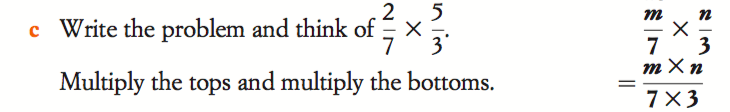 c Write the problem and think of 2/7 × 5/3. m/7 × n/3
Multiply the tops and multiply the bottoms. = m × n / 7 × 3